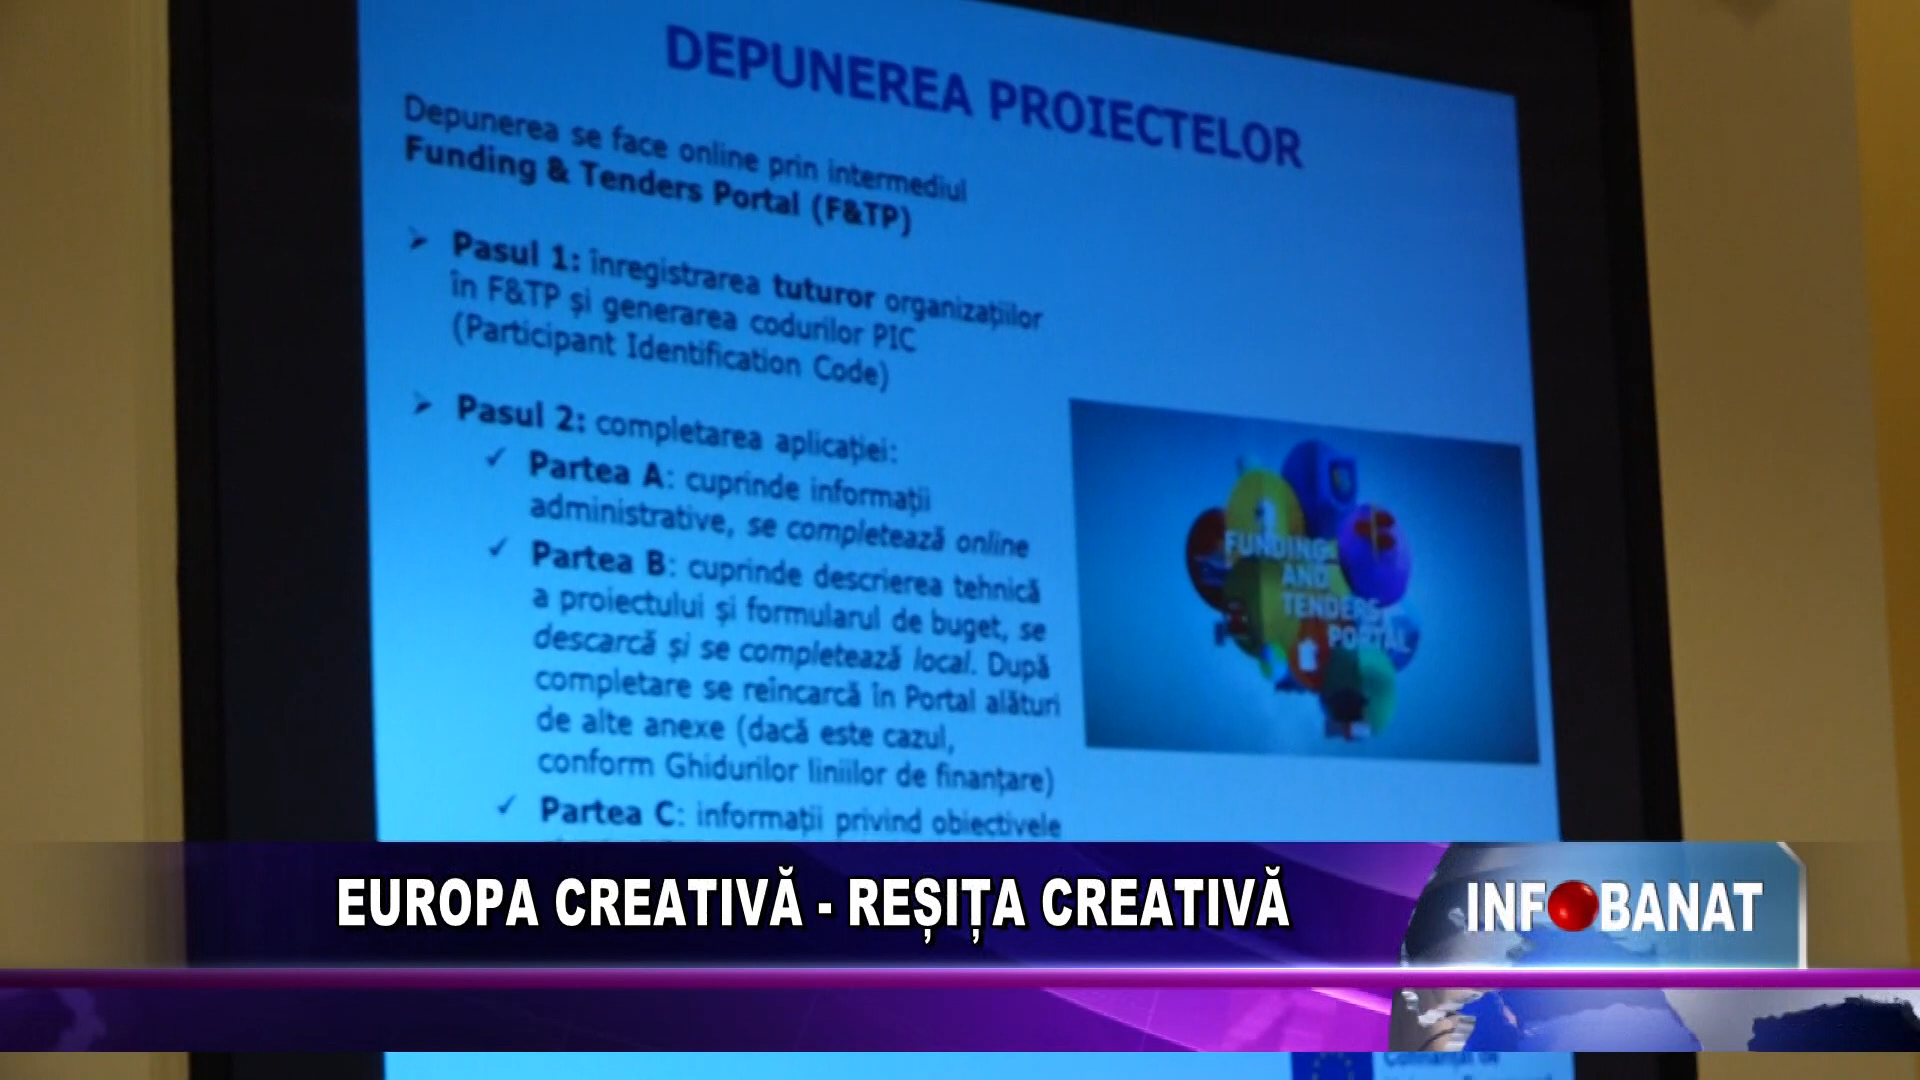 DEPUNEREA PROIECTELOR
Depunerea se face online prin intermediul
Funding & Tenders Portal (F&TP)
Pasul 1: înregistrarea tuturor organizațiilor
în F&TP și generarea codurilor PIC
(Participant Identification Code)
Pasul 2: completarea aplicației:
Partea A: cuprinde informații
administrative, se completează online
Partea B: cuprinde descrierea tehnică
a proiectului și formularul de buget, se
descarcă și se completează local. După
completare se reîncarcă în Portal alături
de alte anexe (dacă este cazul,
conform Ghidurilor liniilor de finanțare)
Partea C: informații privind obiectivele
FUNDING
AND
TENDERS
PORTAL
EUROPA CREATIVĂ - REȘIȚA CREATIVĂ
INFOBANAT